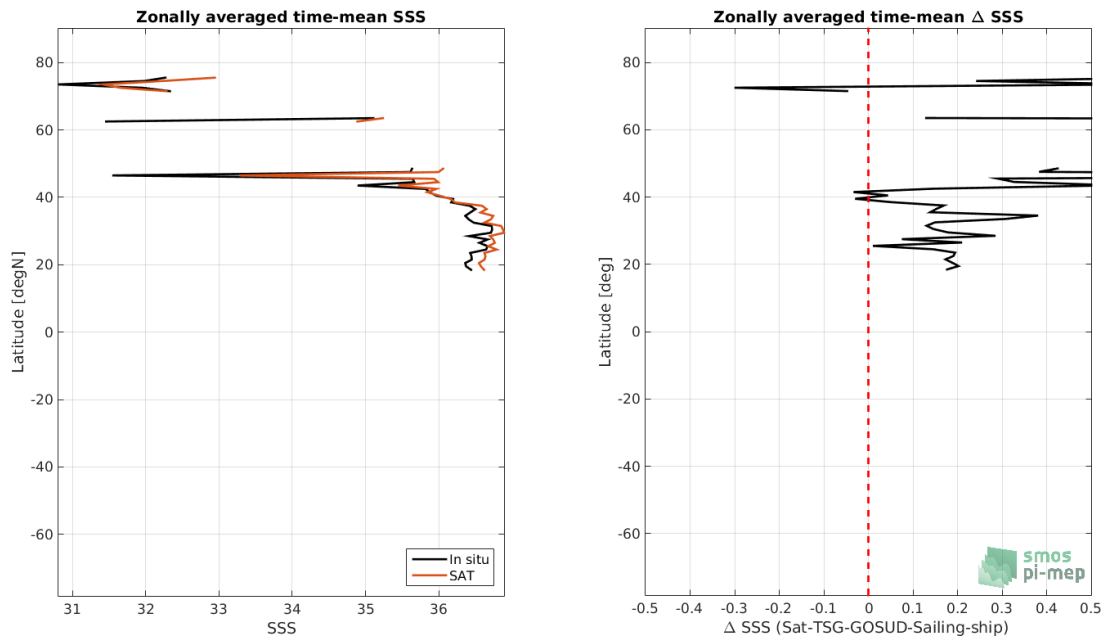 Zonally averaged time-mean SSS
80
60
40
20
0
-20
-40
-60
Latitude [degN]
31 32 33 34 35 36
SSS
In situ
SAT
Zonally averaged time-mean Δ SSS
80
60
40
20
0
-20
-40
-60
Latitude [deg]
-0.5 -0.4 -0.3 -0.2 -0.1 0 0.1 0.2 0.3 0.4 0.5
Δ SSS (Sat-TSG-GOSUD-Sailing-ship)
smos
pi-mep